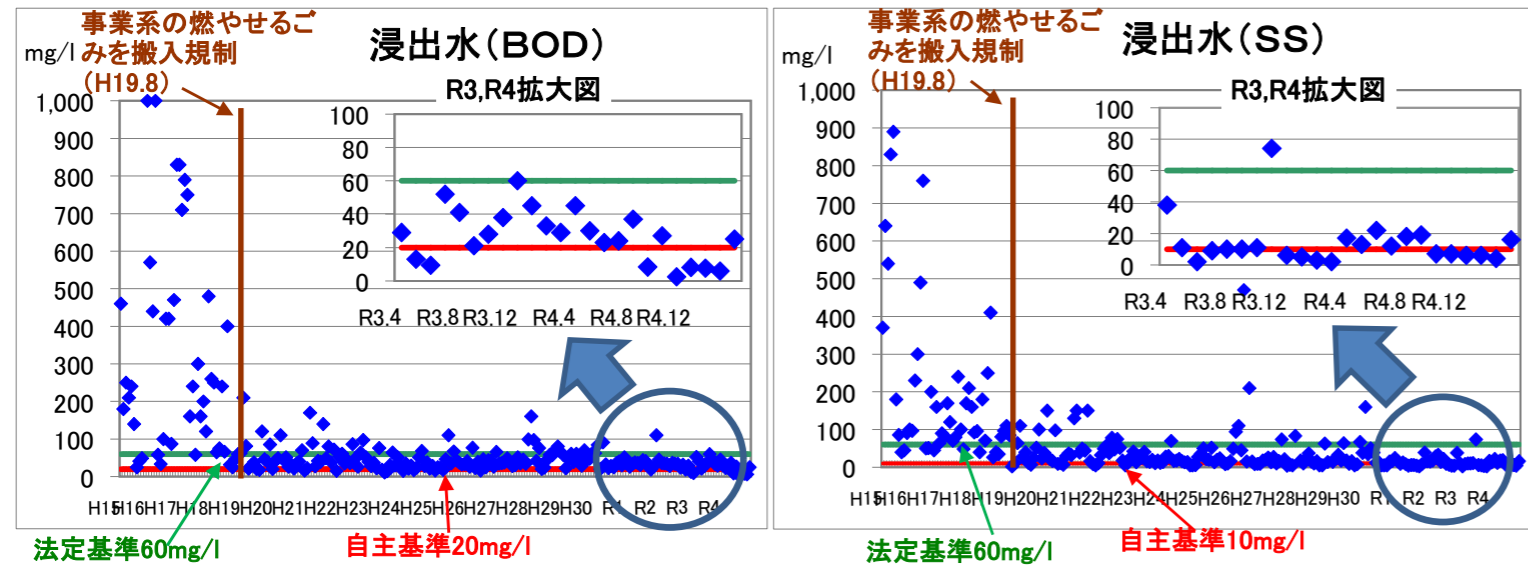 事業系の燃やせるご
みを搬入規制
(H19.8)
mg/l
浸出水(BOD)
R3,R4拡大図
1,000
900
800
700
600
500
400
300
200
100
0
100
80
60
40
20
0
R3.4 R3.8 R3.12 R4.4 R4.8 R4.12
H15 H16 H17 H18 H19 H20 H21 H22 H23 H24 H25 H26 H27 H28 H29 H30 R1 R2 R3 R4
法定基準60mg/l
自主基準20mg/l
事業系の燃やせるご
みを搬入規制
(H19.8)
mg/l
浸出水(SS)
R3,R4拡大図
1,000
900
800
700
600
500
400
300
200
100
0
100
80
60
40
20
0
R3.4 R3.8 R3.12 R4.4 R4.8 R4.12
H15 H16 H17 H18 H19 H20 H21 H22 H23 H24 H25 H26 H27 H28 H29 H30 R1 R2 R3 R4
法定基準60mg/l
自主基準10mg/l